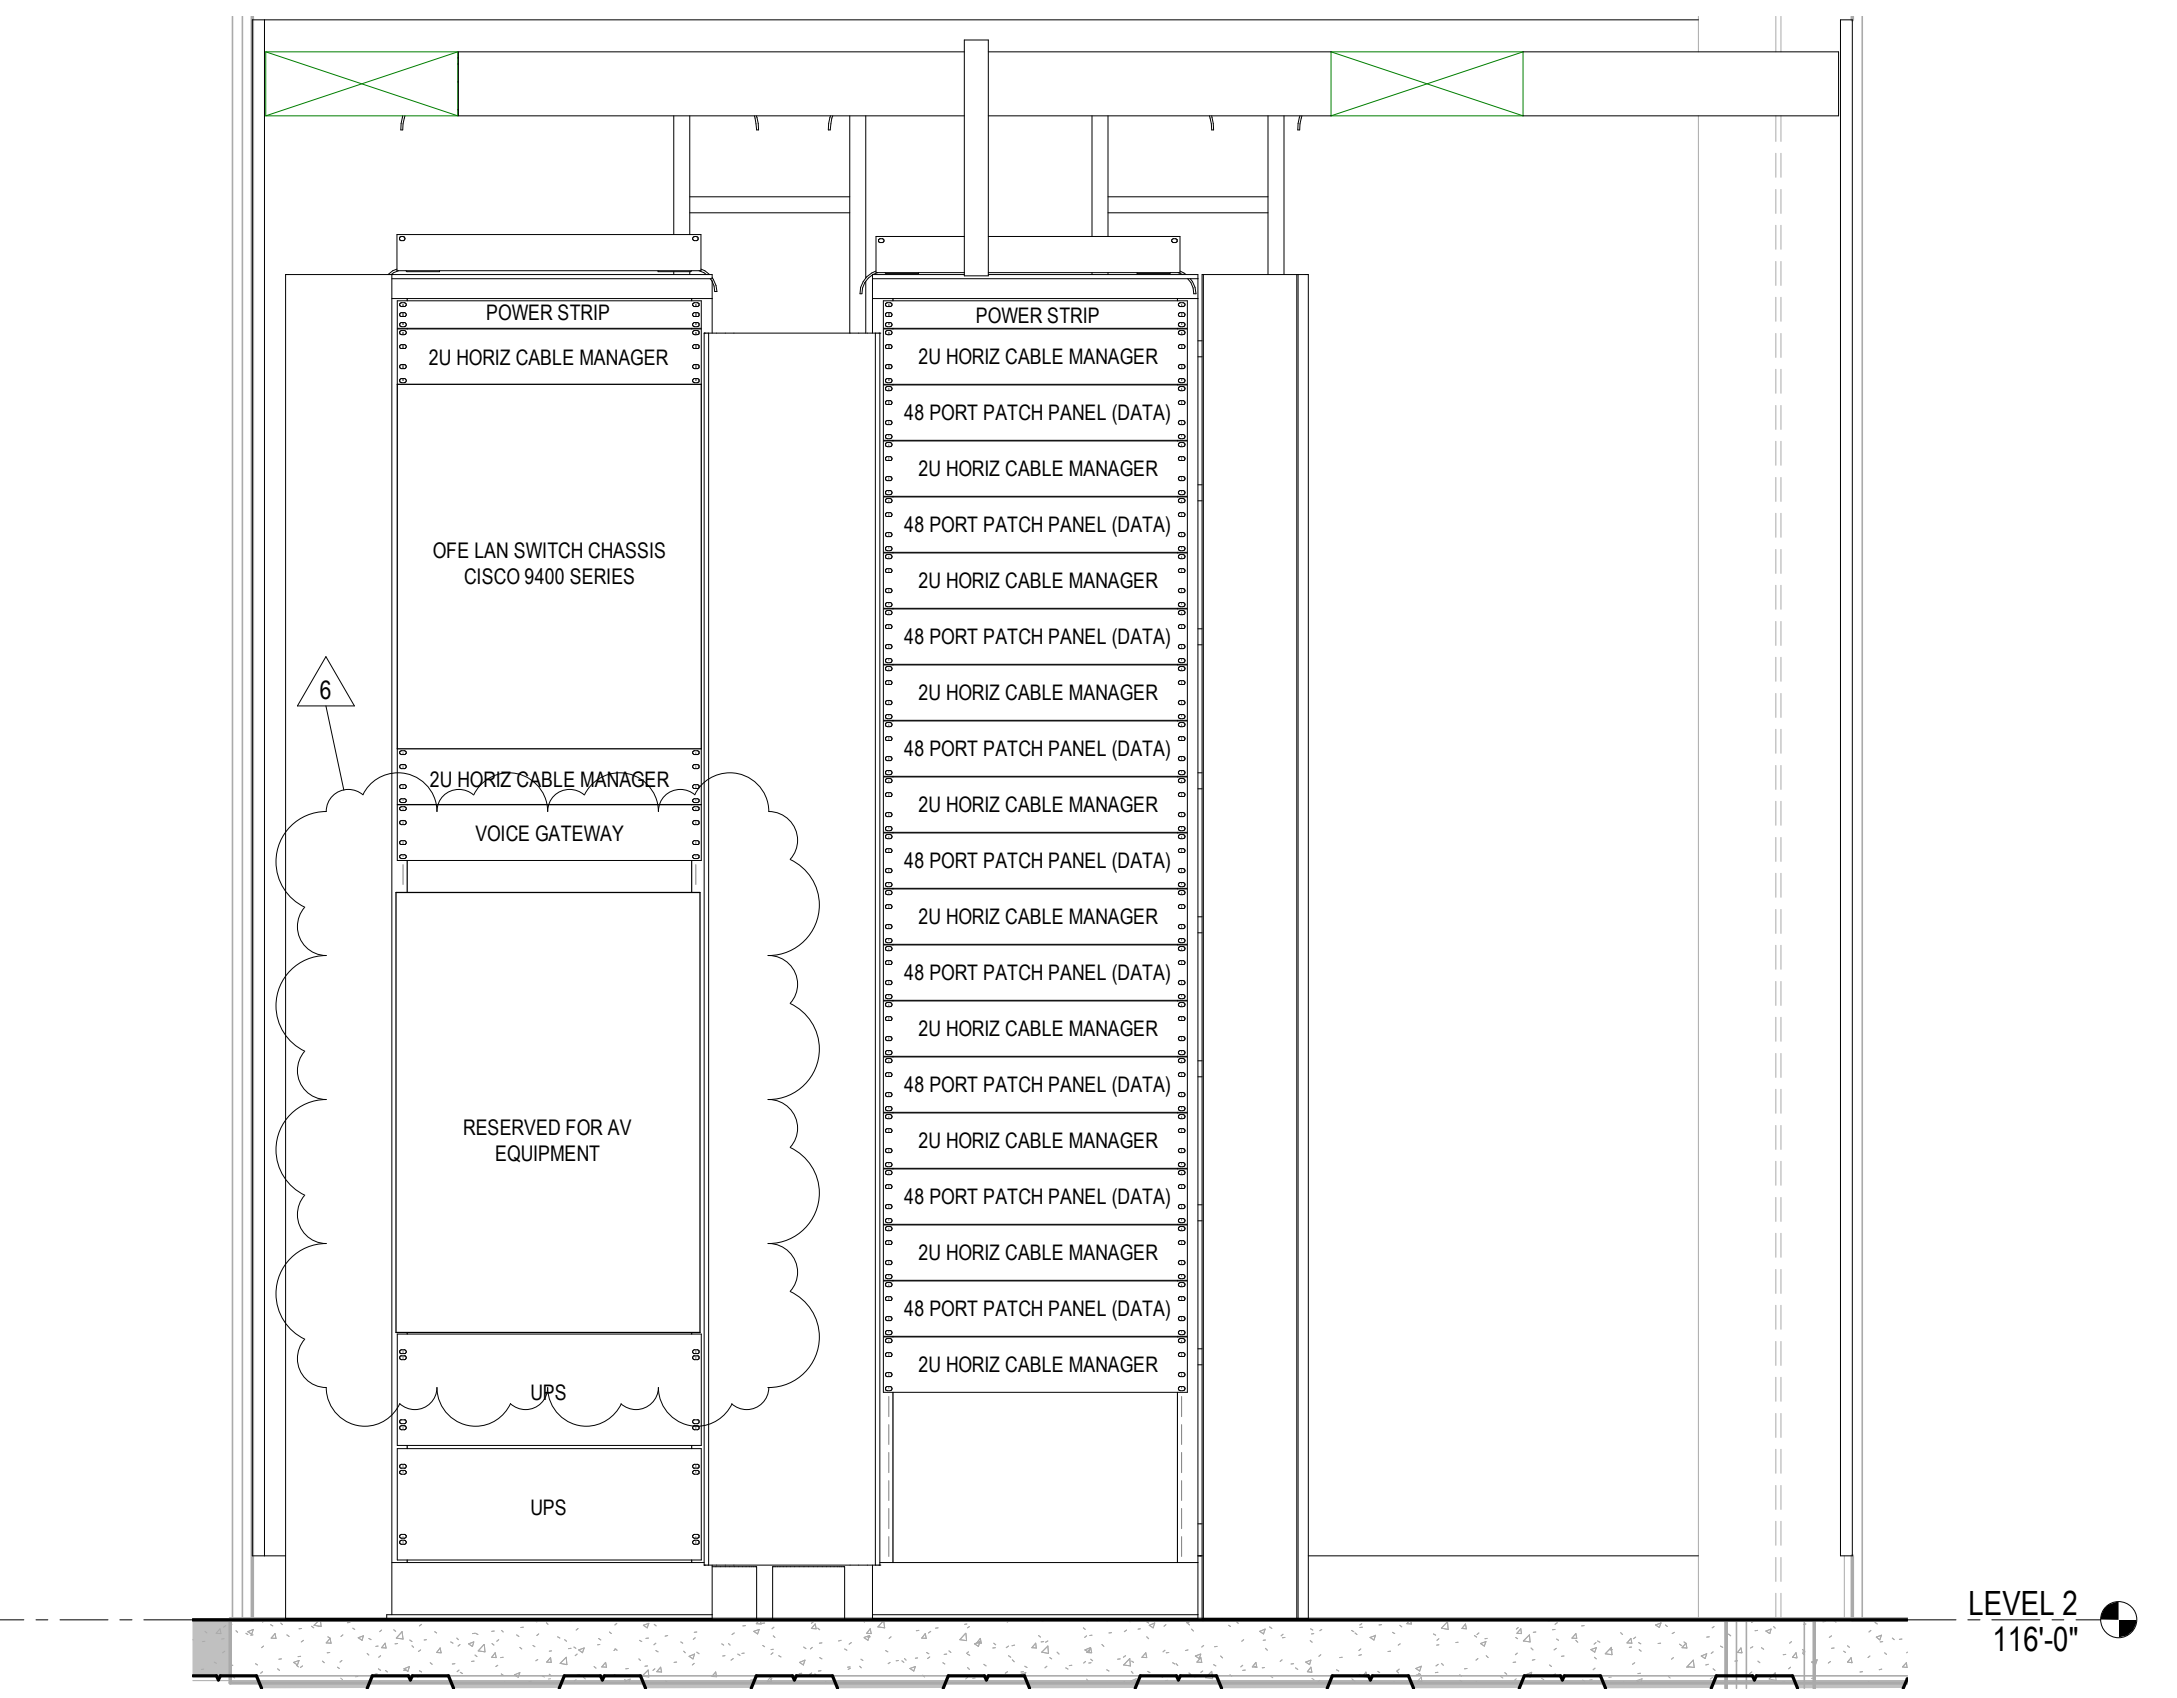 POWER STRIP
2U HORIZ CABLE MANAGER
OFE LAN SWITCH CHASSIS
CISCO 9400 SERIES
6
2U HORIZ CABLE MANAGER
VOICE GATEWAY
RESERVED FOR AV
EQUIPMENT
UPS
UPS
POWER STRIP
2U HORIZ CABLE MANAGER
48 PORT PATCH PANEL (DATA)
2U HORIZ CABLE MANAGER
48 PORT PATCH PANEL (DATA)
2U HORIZ CABLE MANAGER
48 PORT PATCH PANEL (DATA)
2U HORIZ CABLE MANAGER
48 PORT PATCH PANEL (DATA)
2U HORIZ CABLE MANAGER
48 PORT PATCH PANEL (DATA)
2U HORIZ CABLE MANAGER
48 PORT PATCH PANEL (DATA)
2U HORIZ CABLE MANAGER
48 PORT PATCH PANEL (DATA)
2U HORIZ CABLE MANAGER
48 PORT PATCH PANEL (DATA)
2U HORIZ CABLE MANAGER
48 PORT PATCH PANEL (DATA)
2U HORIZ CABLE MANAGER
LEVEL 2
116'-0"